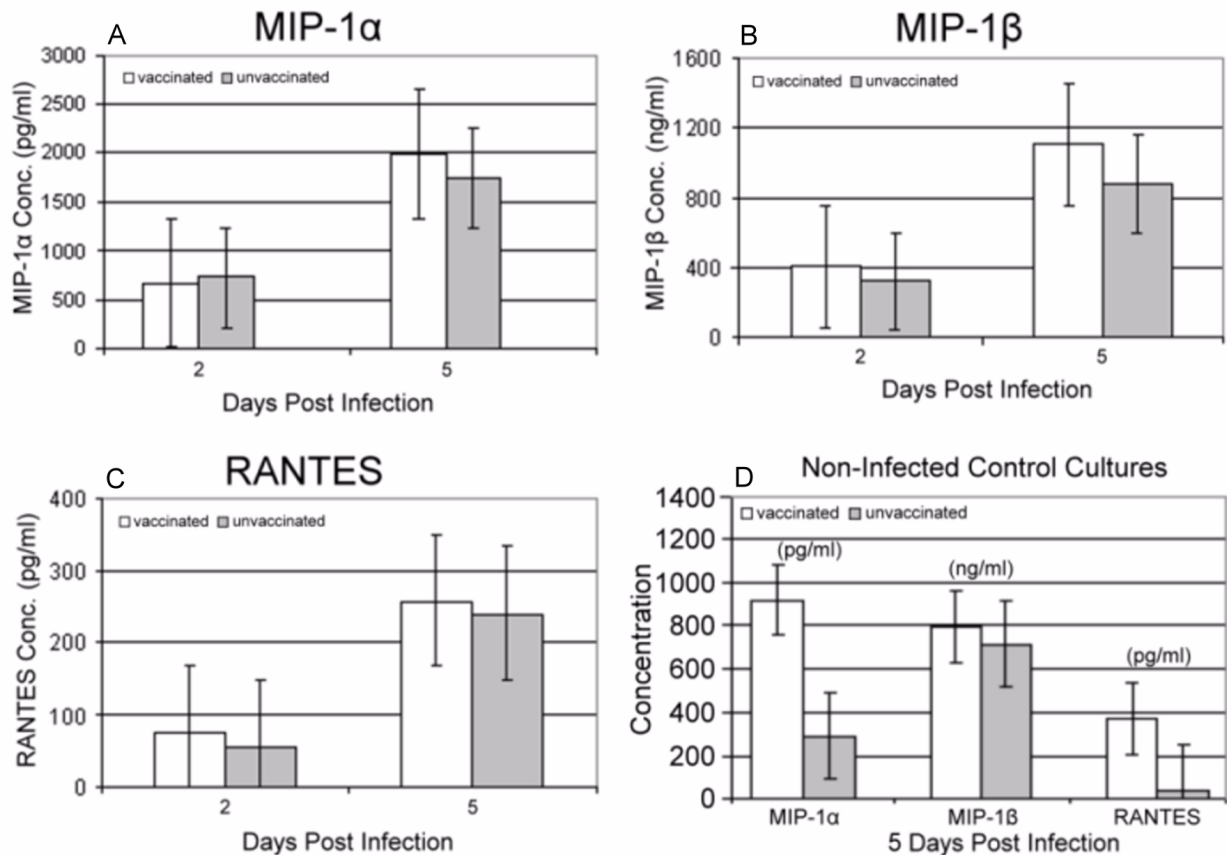 A
MIP-1α
MIP-1α Conc. (pg/ml)
3000
2500
2000
1500
1000
500
0
vaccinated unvaccinated
2 5
Days Post Infection
B
MIP-1β
MIP-1β Conc. (ng/ml)
1600
1200
800
400
0
vaccinated unvaccinated
2 5
Days Post Infection
C
RANTES
RANTES Conc. (pg/ml)
400
300
200
100
0
vaccinated unvaccinated
2 5
Days Post Infection
D
Non-Infected Control Cultures
Concentration
1400
1200
1000
800
600
400
200
0
vaccinated unvaccinated
(pg/ml)
(ng/ml)
(pg/ml)
MIP-1α MIP-1β RANTES
5 Days Post Infection